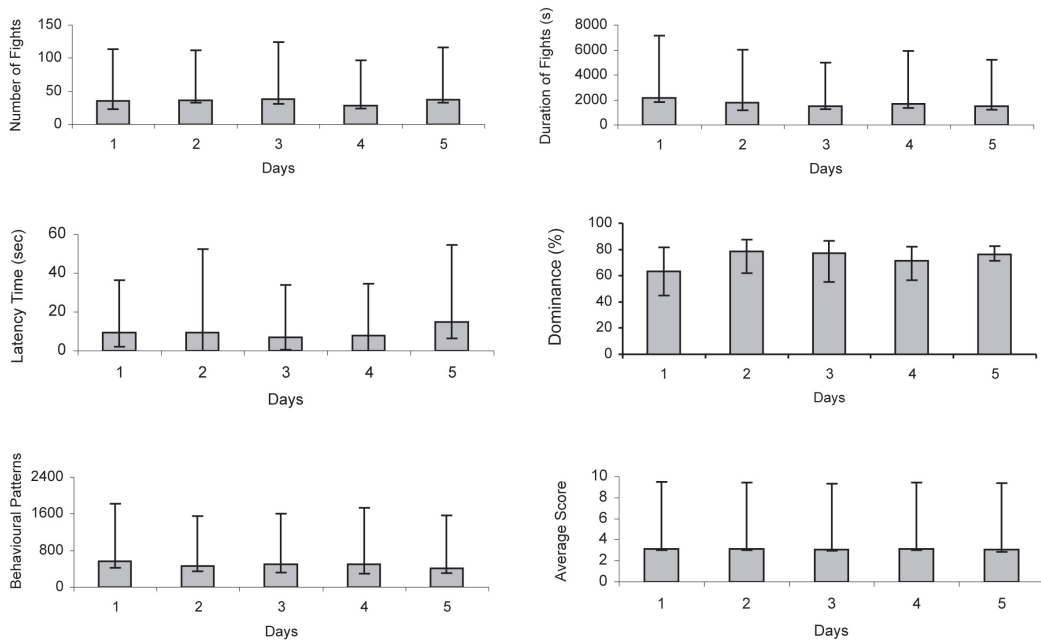 Number of Fights
150
100
50
0
1 2 3 4 5
Days
Duration of Fights (s)
8000
6000
4000
2000
0
1 2 3 4 5
Days
Latency Time (sec)
60
40
20
0
1 2 3 4 5
Days
Dominance (%)
100
80
60
40
20
0
1 2 3 4 5
Days
Behavioural Patterns
2400
1600
800
0
1 2 3 4 5
Days
Average Score
10
8
6
4
2
0
1 2 3 4 5
Days